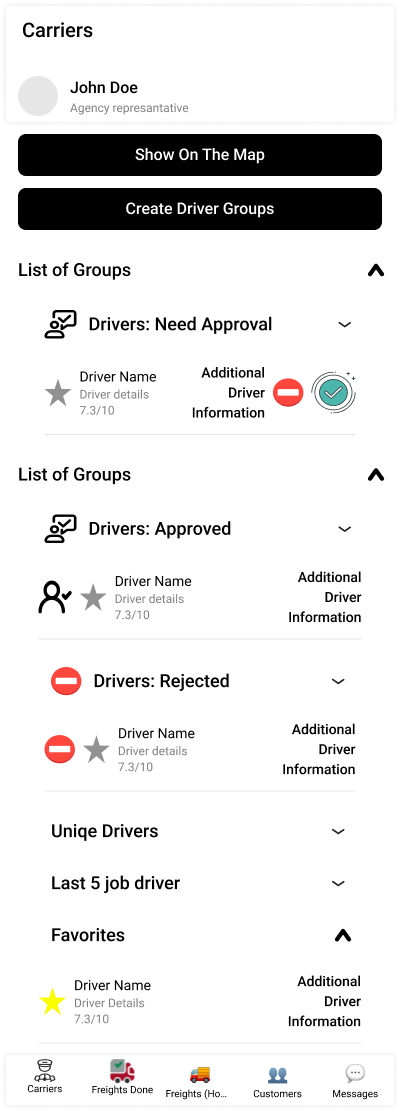 Carriers
John Doe
Agency represantative
Show On The Map
Create Driver Groups
List of Groups
Drivers: Need Approval
Driver Name
Driver details
7.3/10
Additional
Driver
Information
List of Groups
Drivers: Approved
Driver Name
Driver details
7.3/10
Additional
Driver
Information
Drivers: Rejected
Driver Name
Driver details
7.3/10
Additional
Driver
Information
Uniqe Drivers
Last 5 job driver
Favorites
Driver Name
Driver Details
7.3/10
Additional
Driver
Information
Carriers
Freights Done
Freights (Ho...
Customers
Messages